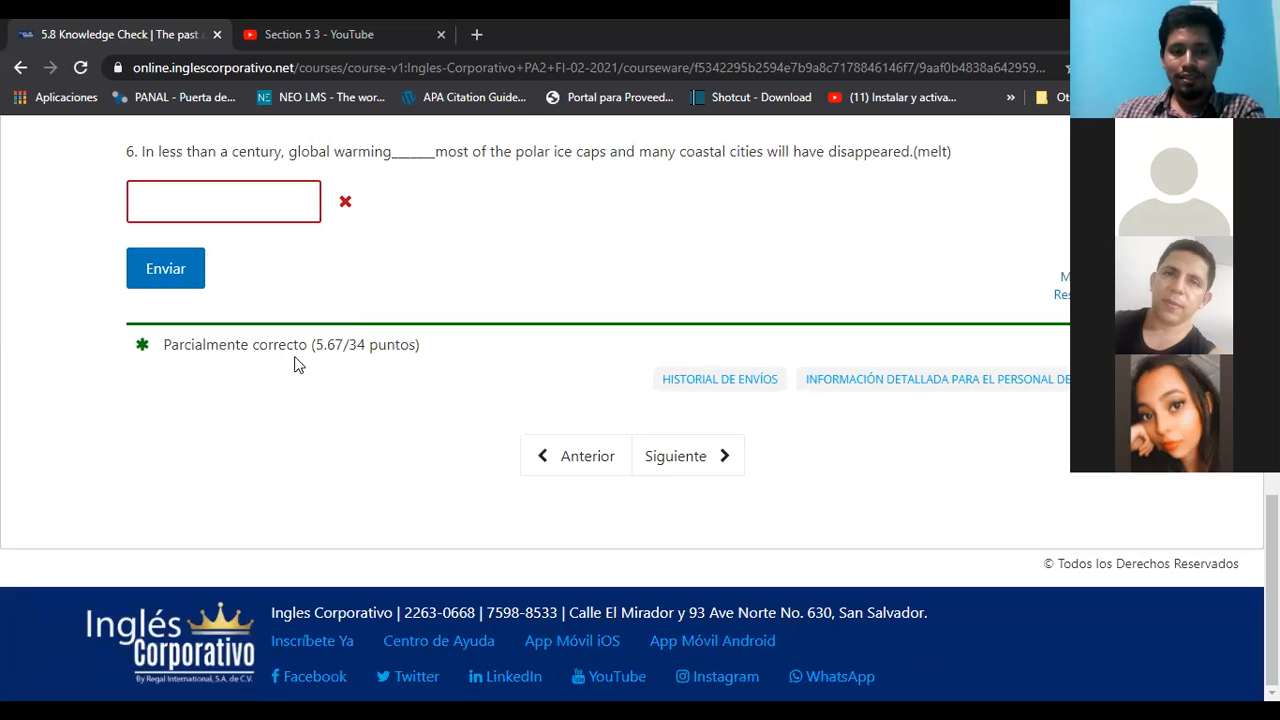 5.8 Knowledge Check | The past c
Section 5 3 - YouTube
online.inglescorporativo.net/courses/course-v1:Ingles-Corporativo+PA2+FI-02-2021/courseware/f5342295b2594e7b9a8c7178846146f7/9aaf0b4838a642959...
Aplicaciones
PANAL - Puerta de...
NEO LMS - The wor...
APA Citation Guide...
Portal para Proveed...
Shotcut - Download
(11) Instalar y activa...
»
Ot
6. In less than a century, global warming_______most of the polar ice caps and many coastal cities will have disappeared.(melt)
Enviar
M
Res
Parcialmente correcto (5.67/34 puntos)
HISTORIAL DE ENVÍOS
INFORMACIÓN DETALLADA PARA EL PERSONAL DE
Anterior
Siguiente
© Todos los Derechos Reservados
Inglés
Corporativo
By Regal International, S.A. de C.V.
Ingles Corporativo | 2263-0668 | 7598-8533 | Calle El Mirador y 93 Ave Norte No. 630, San Salvador.
Inscríbete Ya
Centro de Ayuda
App Móvil iOS
App Móvil Android
Facebook
Twitter
LinkedIn
YouTube
Instagram
WhatsApp